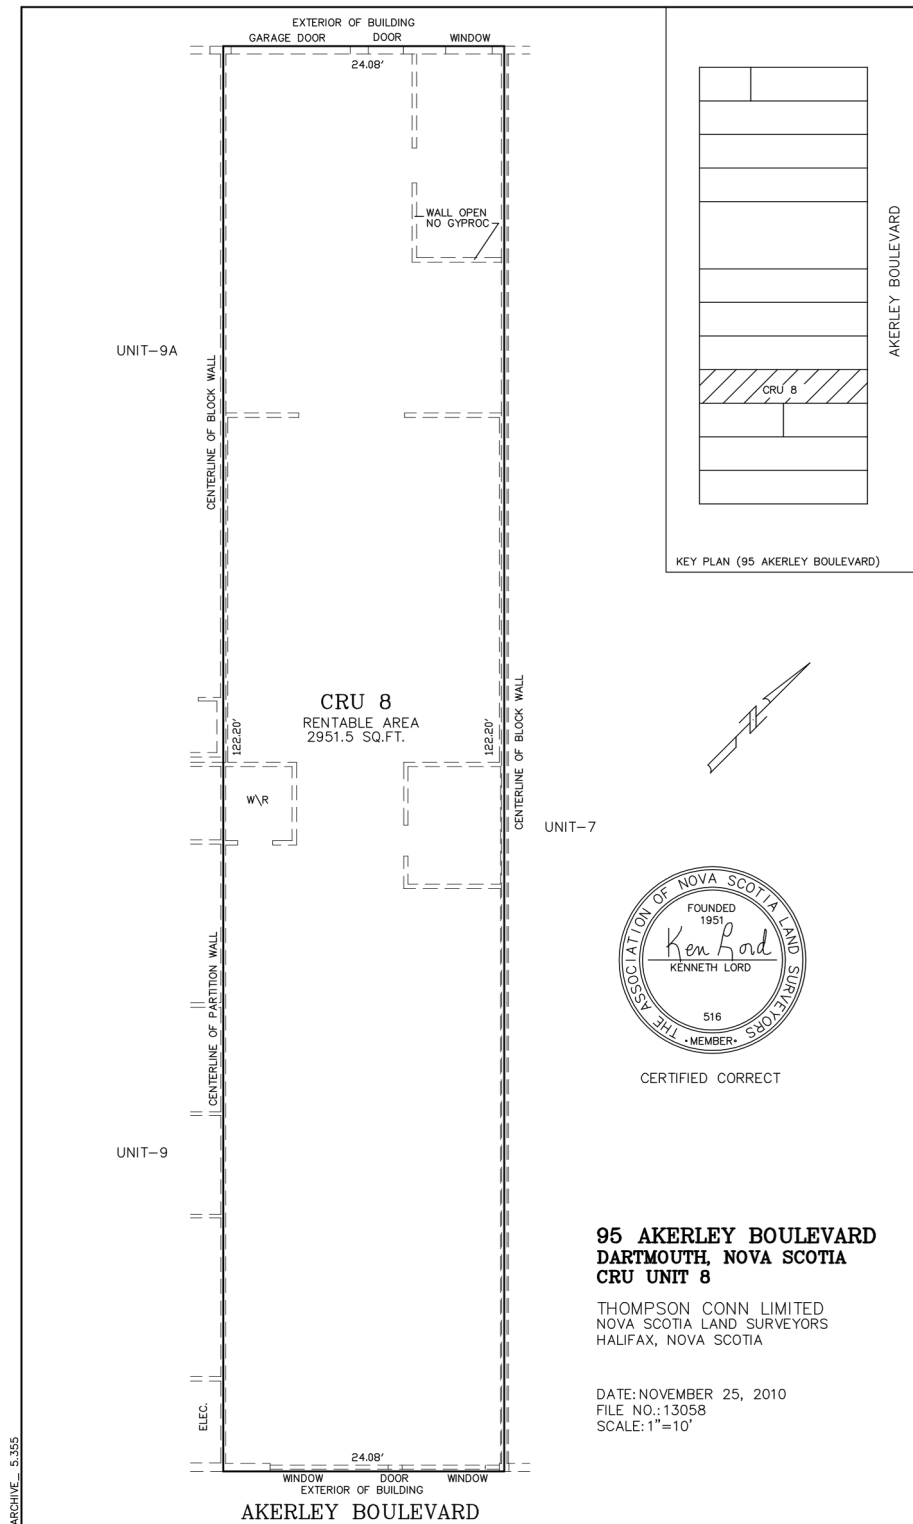 EXTERIOR OF BUILDING
GARAGE DOOR
DOOR
WINDOW
24.08'
WALL OPEN
NO GYPROC
UNIT-9A
CENTERLINE OF BLOCK WALL
CRU 8
RENTABLE AREA
2951.5 SQ.FT.
122.20'
122.20'
CENTERLINE OF BLOCK WALL
W\R
UNIT-7
CENTERLINE OF PARTITION WALL
UNIT-9
ELEC.
24.08'
WINDOW
DOOR
WINDOW
EXTERIOR OF BUILDING
AKERLEY BOULEVARD
ARCHIVE_ 5.355
CRU 8
AKERLEY BOULEVARD
KEY PLAN (95 AKERLEY BOULEVARD)
THE ASSOCIATION OF NOVA SCOTIA LAND SURVEYORS
FOUNDED
1951
Ken Lord
KENNETH LORD
516
•MEMBER•
CERTIFIED CORRECT
95 AKERLEY BOULEVARD
DARTMOUTH, NOVA SCOTIA
CRU UNIT 8
THOMPSON CONN LIMITED
NOVA SCOTIA LAND SURVEYORS
HALIFAX, NOVA SCOTIA
DATE: NOVEMBER 25, 2010
FILE NO.: 13058
SCALE: 1"=10'